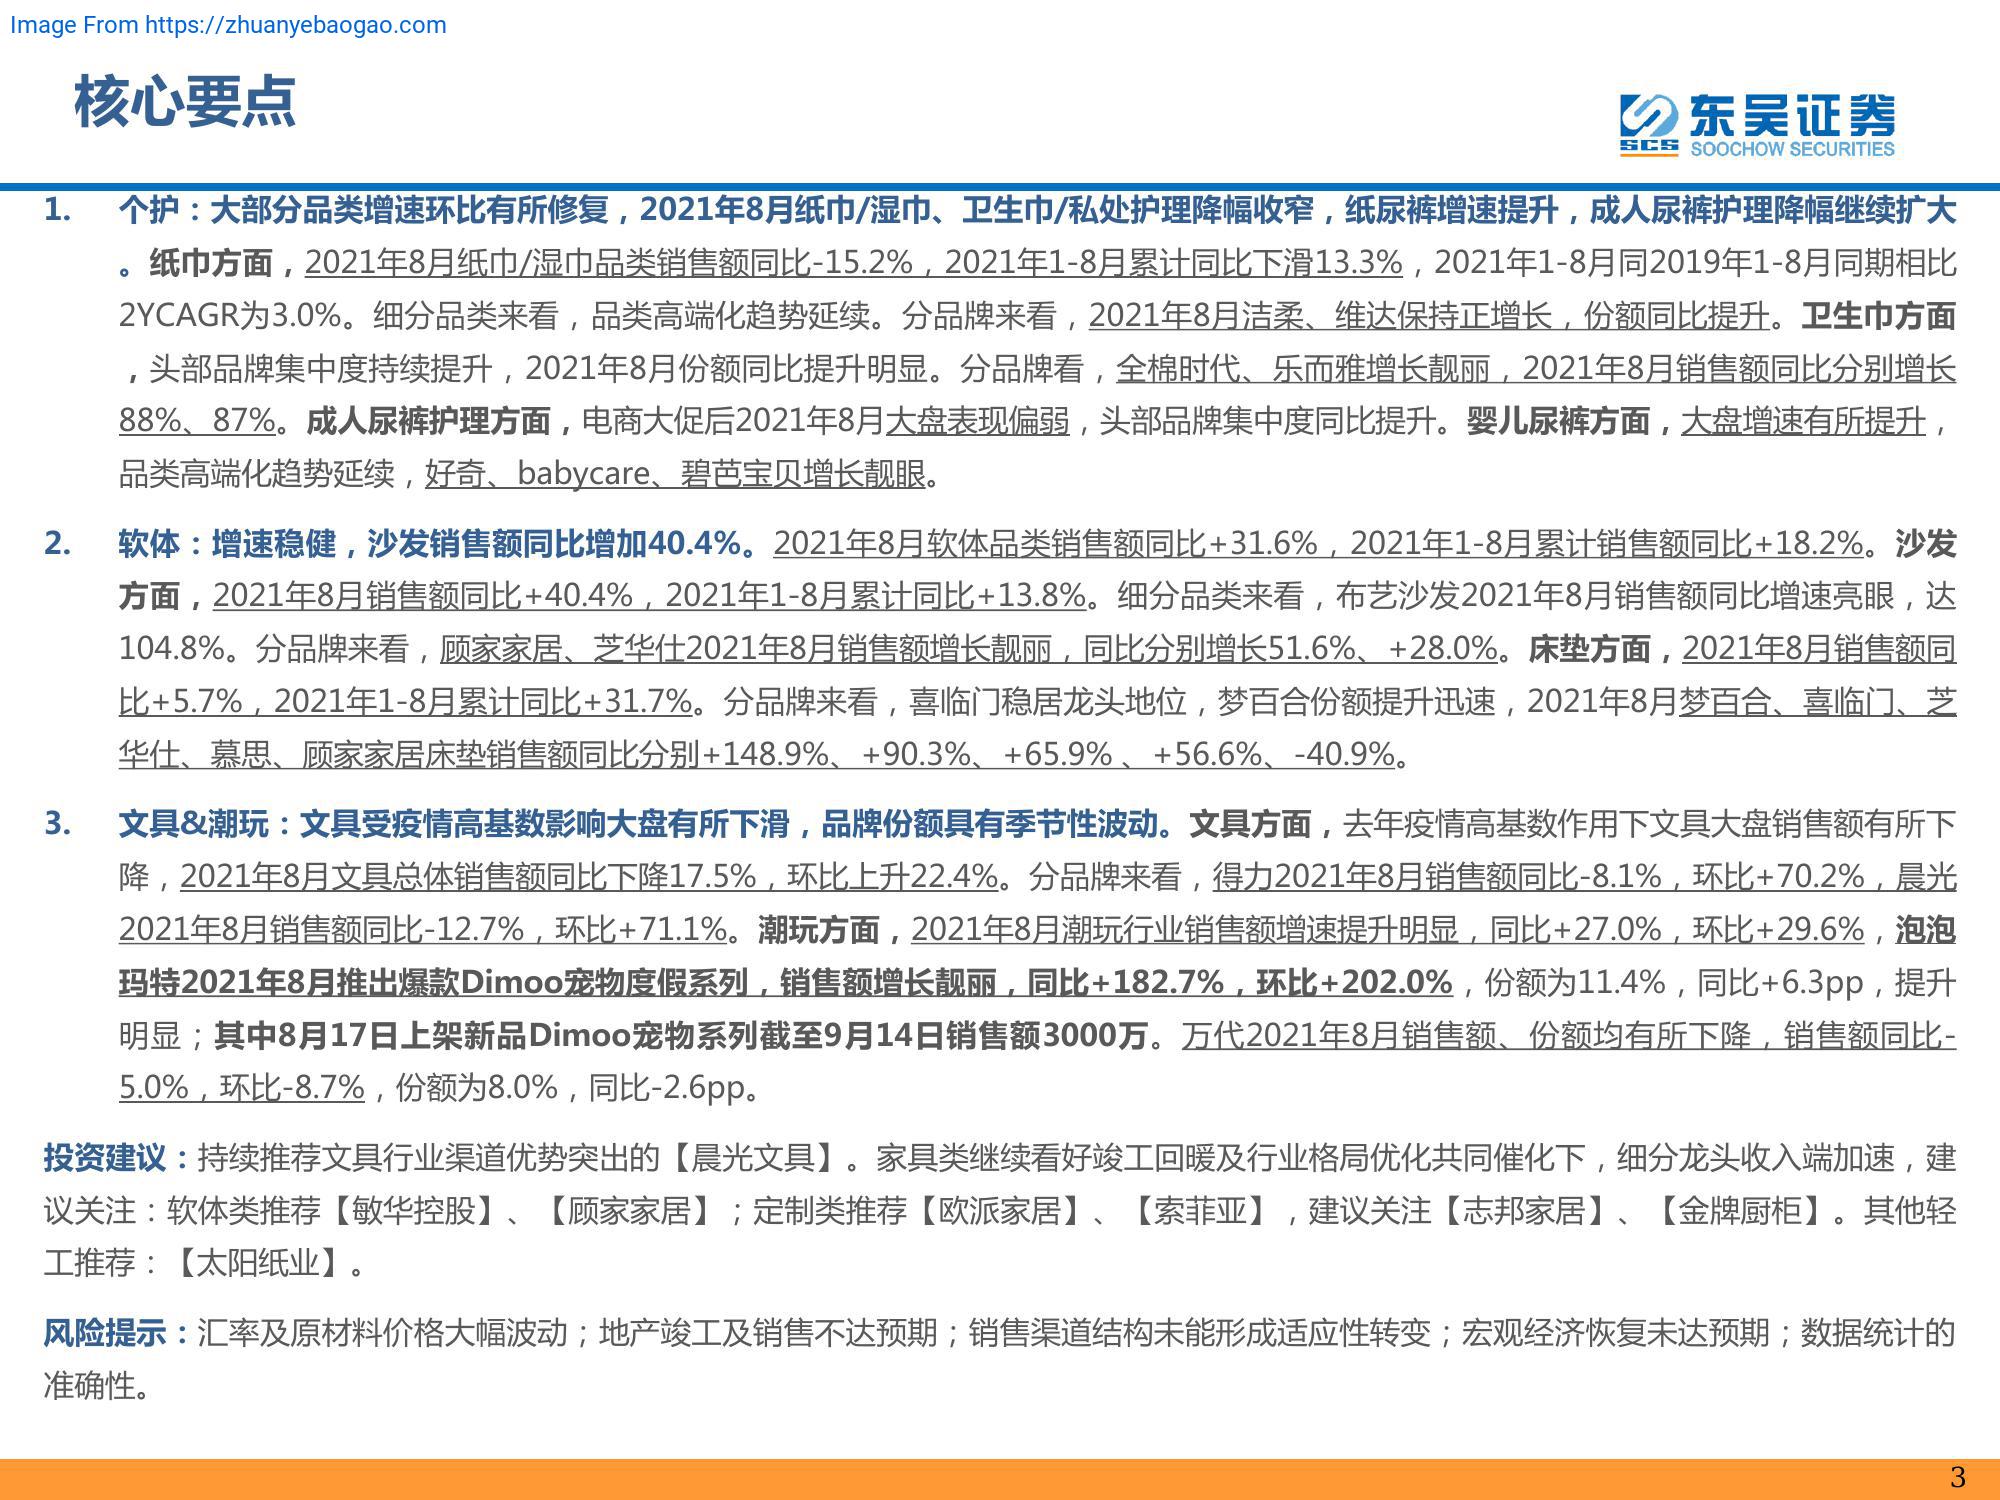 Image From https://zhuanyebaogao.com
核心要点
东吴证券
SCS
SOOCHOW SECURITIES
1. 个护：大部分品类增速环比有所修复，2021年8月纸巾/湿巾、卫生巾/私处护理降幅收窄，纸尿裤增速提升，成人尿裤护理降幅继续扩大
。纸巾方面，2021年8月纸巾/湿巾品类销售额同比-15.2%，2021年1-8月累计同比下滑13.3%，2021年1-8月同2019年1-8月同期相比
2YCAGR为3.0%。细分品类来看，品类高端化趋势延续。分品牌来看，2021年8月洁柔、维达保持正增长，份额同比提升。卫生巾方面
，头部品牌集中度持续提升，2021年8月份额同比提升明显。分品牌看，全棉时代、乐而雅增长靓丽，2021年8月销售额同比分别增长
88%、87%。成人尿裤护理方面，电商大促后2021年8月大盘表现偏弱，头部品牌集中度同比提升。婴儿尿裤方面，大盘增速有所提升，
品类高端化趋势延续，好奇、babycare、碧芭宝贝增长靓眼。
2. 软体：增速稳健，沙发销售额同比增加40.4%。2021年8月软体品类销售额同比+31.6%，2021年1-8月累计销售额同比+18.2%。沙发
方面，2021年8月销售额同比+40.4%，2021年1-8月累计同比+13.8%。细分品类来看，布艺沙发2021年8月销售额同比增速亮眼，达
104.8%。分品牌来看，顾家家居、芝华仕2021年8月销售额增长靓丽，同比分别增长51.6%、+28.0%。床垫方面，2021年8月销售额同
比+5.7%，2021年1-8月累计同比+31.7%。分品牌来看，喜临门稳居龙头地位，梦百合份额提升迅速，2021年8月梦百合、喜临门、芝
华仕、慕思、顾家家居床垫销售额同比分别+148.9%、+90.3%、+65.9% 、+56.6%、-40.9%。
3. 文具&潮玩：文具受疫情高基数影响大盘有所下滑，品牌份额具有季节性波动。文具方面，去年疫情高基数作用下文具大盘销售额有所下
降，2021年8月文具总体销售额同比下降17.5%，环比上升22.4%。分品牌来看，得力2021年8月销售额同比-8.1%，环比+70.2%，晨光
2021年8月销售额同比-12.7%，环比+71.1%。潮玩方面，2021年8月潮玩行业销售额增速提升明显，同比+27.0%，环比+29.6%，泡泡
玛特2021年8月推出爆款Dimoo宠物度假系列，销售额增长靓丽，同比+182.7%，环比+202.0%，份额为11.4%，同比+6.3pp，提升
明显；其中8月17日上架新品Dimoo宠物系列截至9月14日销售额3000万。万代2021年8月销售额、份额均有所下降，销售额同比-
5.0%，环比-8.7%，份额为8.0%，同比-2.6pp。
投资建议：持续推荐文具行业渠道优势突出的【晨光文具】。家具类继续看好竣工回暖及行业格局优化共同催化下，细分龙头收入端加速，建
议关注：软体类推荐【敏华控股】、【顾家家居】；定制类推荐【欧派家居】、【索菲亚】，建议关注【志邦家居】、【金牌厨柜】。其他轻
工推荐：【太阳纸业】。
风险提示：汇率及原材料价格大幅波动；地产竣工及销售不达预期；销售渠道结构未能形成适应性转变；宏观经济恢复未达预期；数据统计的
准确性。
3